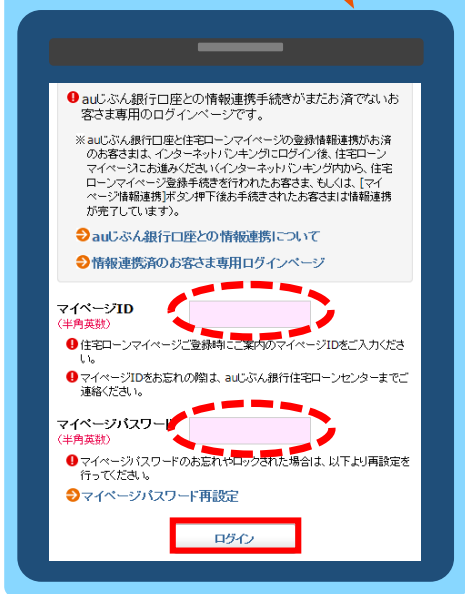 auじぶん銀行口座との情報連携手続きがまだお済でないお
客さま専用のログインページです。
※auじぶん銀行口座と住宅ローンマイページの登録情報連携がお済
のお客さまは、インターネットバンキングにログイン後、住宅ローン
マイページにお進みください（インターネットバンキング内から、住宅
ローンマイページ登録手続きを行われたお客さま、もしくは、[マイ
ページ情報連携]ボタン押下後お手続きされたお客さまは情報連携
が完了しています）。
auじぶん銀行口座との情報連携について
情報連携済のお客さま専用ログインページ
マイページID
（半角英数）
住宅ローンマイページご登録時にご案内のマイページIDをご入力くださ
い。
マイページIDをお忘れの際は、auじぶん銀行住宅ローンセンターまでご
連絡ください。
マイページパスワード
（半角英数）
マイページパスワードのお忘れやロックされた場合は、以下より再設定を
行ってください。
マイページパスワード再設定
ログイン